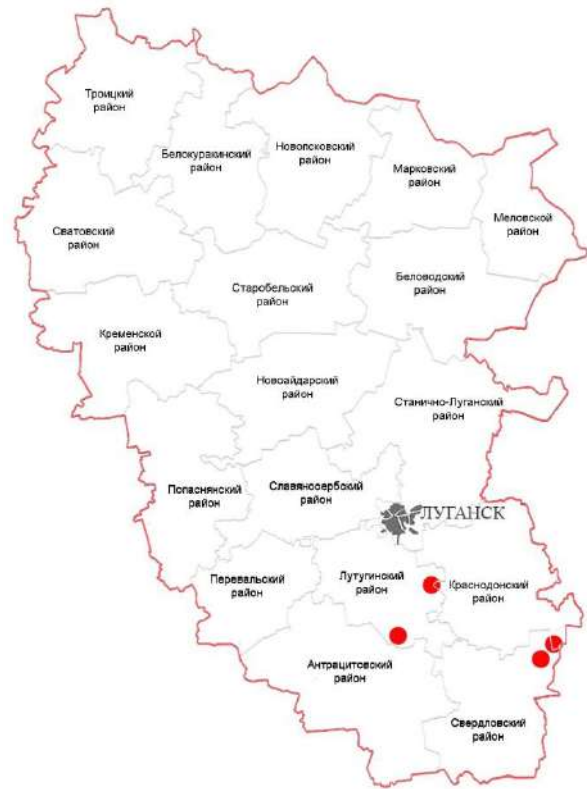 Троицкий
район
Белокуракинский
район
Новопсковский
район
Марковский
район
Меловской
район
Сватовский
район
Старобельский
район
Беловодский
район
Кременской
район
Новоайдарский
район
Станично-Луганский
район
Попаснянский
район
Славяносербский
район
ЛУГАНСК
Перевальский
район
Лутугинский
район
Краснодонский
район
Антрацитовский
район
Свердловский
район